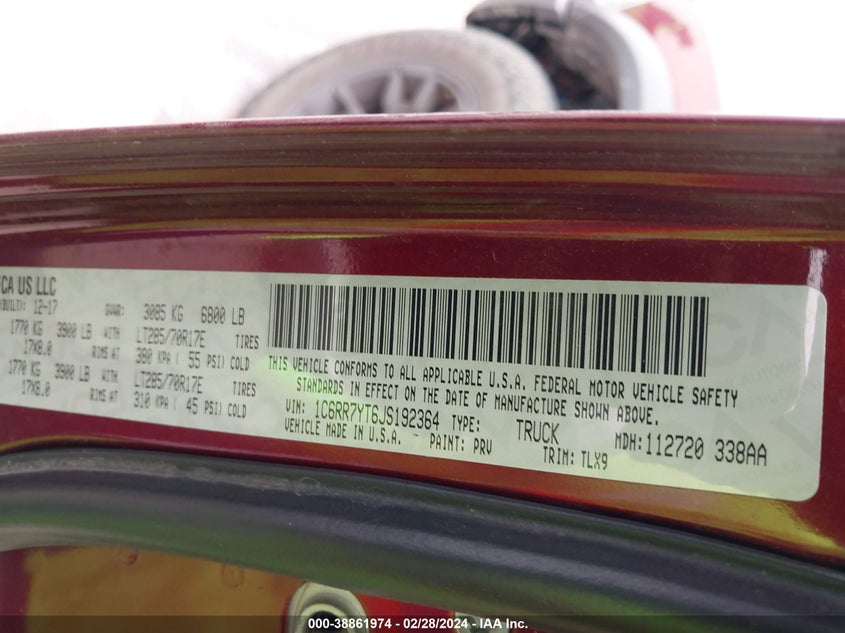 FCA US LLC
(BUILT): 12-17 GVWR: 3085 KG 6800 LB
1770 KG 3900 LB WITH LT285/70R17E TIRES
17X8.0 RIMS AT 380 KPA ( 55 PSI) COLD
1770 KG 3900 LB WITH LT285/70R17E TIRES
17X8.0 RIMS AT 310 KPA ( 45 PSI) COLD
THIS VEHICLE CONFORMS TO ALL APPLICABLE U.S.A. FEDERAL MOTOR VEHICLE SAFETY
STANDARDS IN EFFECT ON THE DATE OF MANUFACTURE SHOWN ABOVE.
VIN: 1C6RR7YT6JS192364 TYPE: TRUCK MDH: 112720 338AA
VEHICLE MADE IN U.S.A. PAINT: PRV TRIM: TLX9
000-38861974 / 02/28/2024 - IAA Inc.